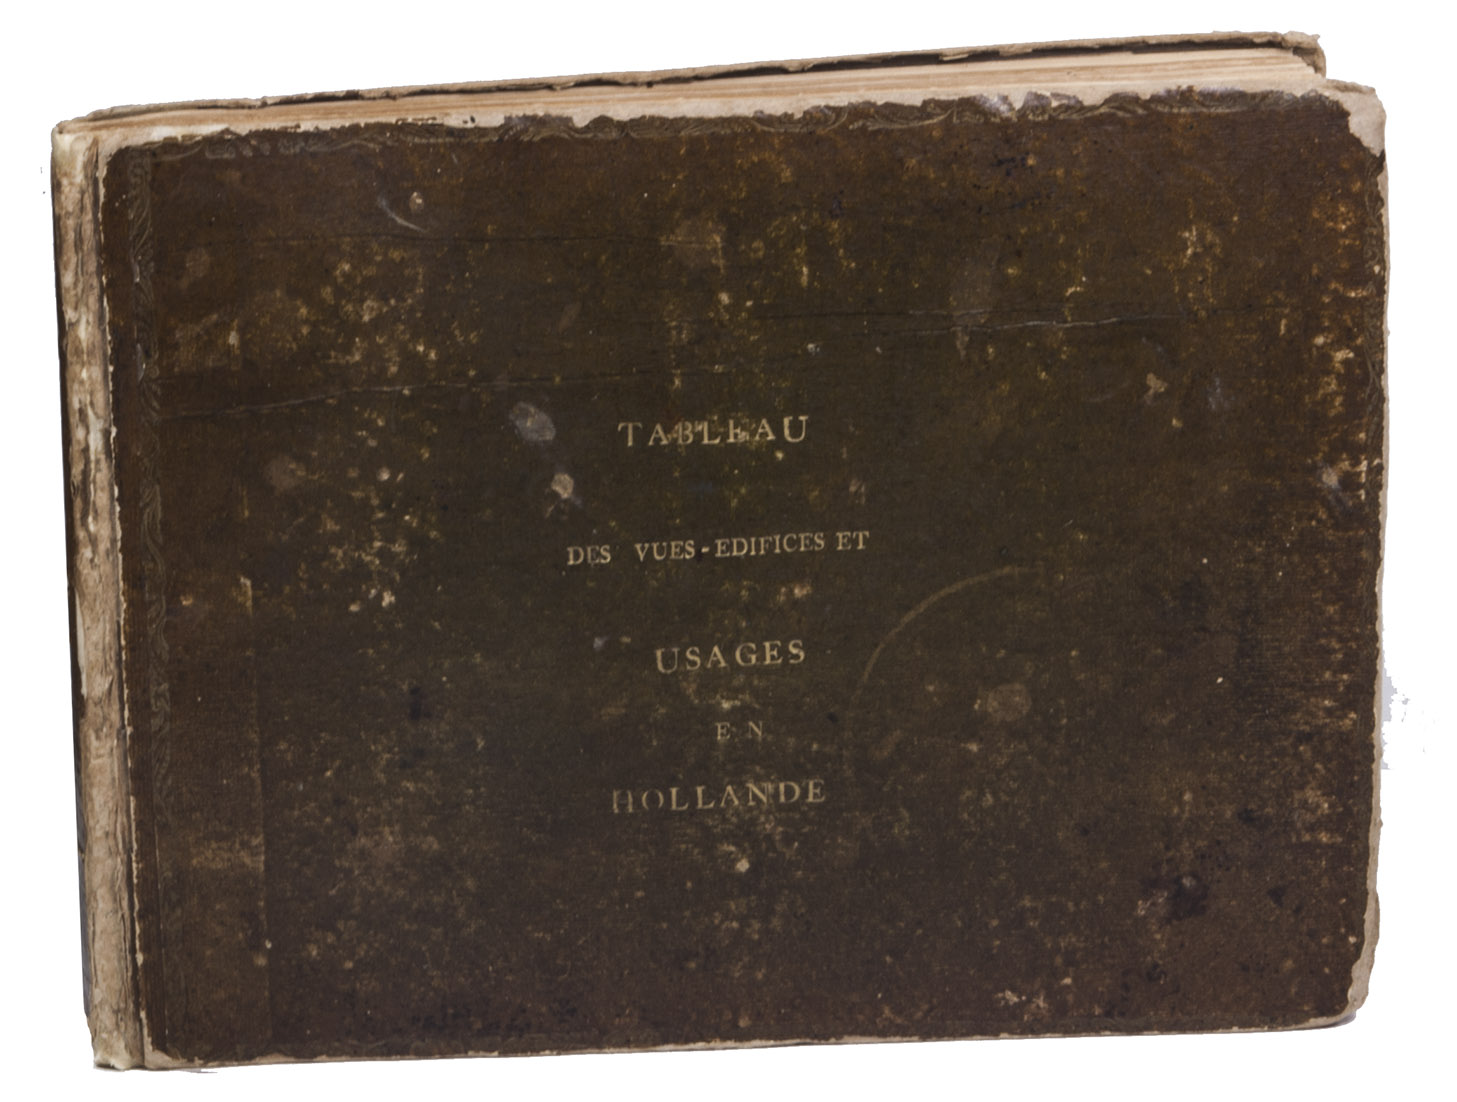 TABLEAU
DES VUES-EDIFICES ET
USAGES
EN
HOLLANDE